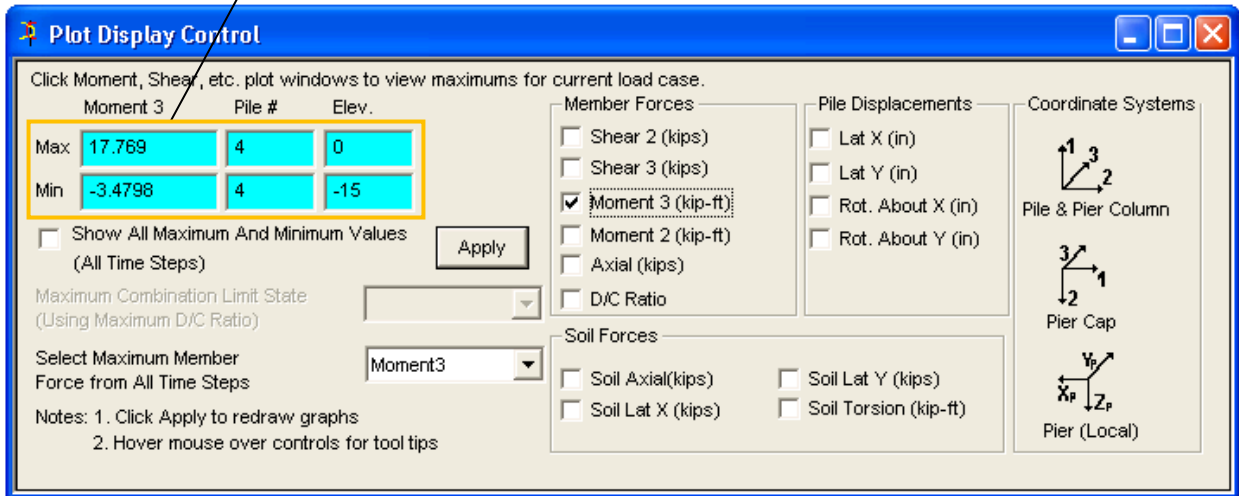 Plot Display Control
Click Moment, Shear, etc. plot windows to view maximums for current load case.
Moment 3 Pile # Elev.
Max 17.769 4 0
Min -3.4798 4 -15
Show All Maximum And Minimum Values
(All Time Steps)
Apply
Maximum Combination Limit State
(Using Maximum D/C Ratio)
Select Maximum Member
Force from All Time Steps
Moment3
Notes: 1. Click Apply to redraw graphs
2. Hover mouse over controls for tool tips
Member Forces
Shear 2 (kips)
Shear 3 (kips)
Moment 3 (kip-ft)
Moment 2 (kip-ft)
Axial (kips)
D/C Ratio
Pile Displacements
Lat X (in)
Lat Y (in)
Rot. About X (in)
Rot. About Y (in)
Soil Forces
Soil Axial(kips)
Soil Lat X (kips)
Soil Lat Y (kips)
Soil Torsion (kip-ft)
Coordinate Systems
1
3
2
Pile & Pier Column
3
1
2
Pier Cap
Yp
Xp
Zp
Pier (Local)